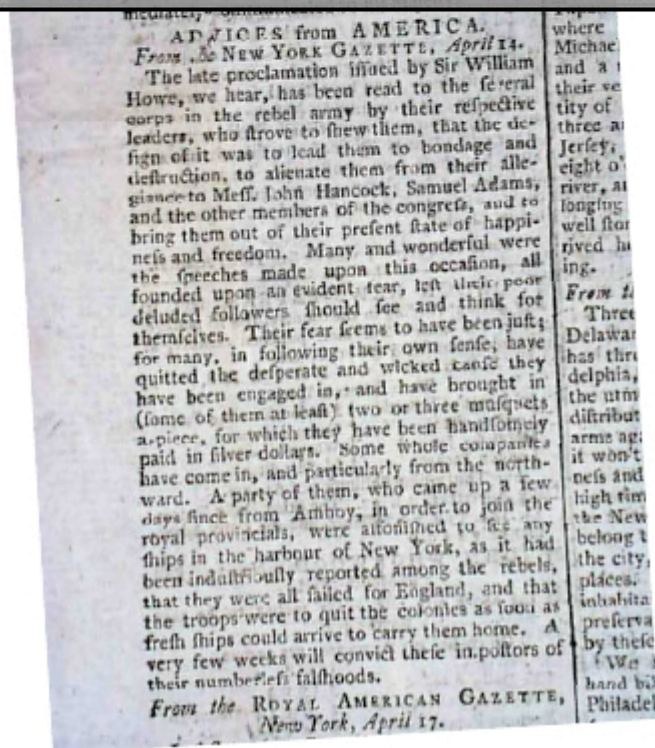 ADVICES from AMERICA.
From the NEW YORK GAZETTE, April 14.
The late proclamation iſſued by Sir William
Howe, we hear, has been read to the ſeveral
corps in the rebel army by their reſpective
leaders, who ſtrove to ſhew them, that the de-
ſign of it was to lead them to bondage and
deſtruction, to alienate them from their alle-
giance to Meſſ. John Hancock, Samuel Adams,
and the other members of the congreſs, and to
bring them out of their preſent ſtate of happi-
neſs and freedom. Many and wonderful were
the ſpeeches made upon this occaſion, all
founded upon an evident fear, leſt their poor
deluded followers ſhould ſee and think for
themſelves. Their fear ſeems to have been juſt;
for many, in following their own ſenſe, have
quitted the deſperate and wicked cauſe they
have been engaged in, and have brought in
(ſome of them at leaſt) two or three muſquets
a-piece, for which they have been handſomely
paid in ſilver dollars. Some whole companies
have come in, and particularly from the north-
ward. A party of them, who came up a few
days ſince from Amboy, in order to join the
royal provincials, were aſtoniſhed to ſee any
ſhips in the harbour of New York, as it had
been induſtriouſly reported among the rebels,
that they were all ſailed for England, and that
the troops were to quit the colonies as ſoon as
freſh ſhips could arrive to carry them home. A
very few weeks will convict theſe impoſtors of
their numberleſs falſhoods.
From the ROYAL AMERICAN GAZETTE,
New York, April 17.
where
Michae
and a
their ve
tity of
three a
Jerſey,
eight o'
river, a
longing
well ſto
rived h
ing.
From t
Three
Delawar
has thr
delphia,
the utm
diſtribut
arms ag
it won't
neſs and
high tim
the New
belong t
the city,
places.
inhabita
preſerva
by theſe
"We
hand bil
Philadel